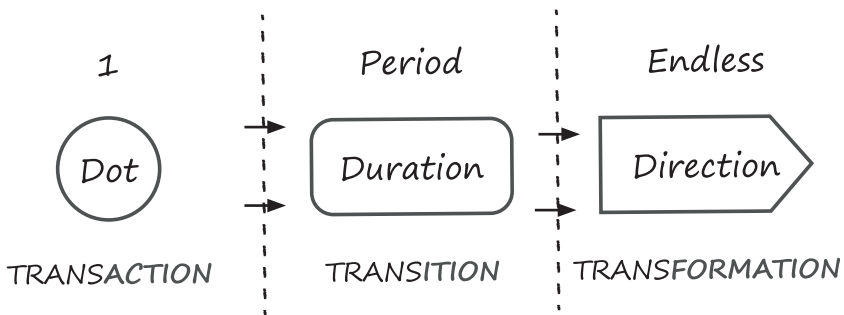 1
Period
Endless
Dot
Duration
Direction
TRANSACTION
TRANSITION
TRANSFORMATION